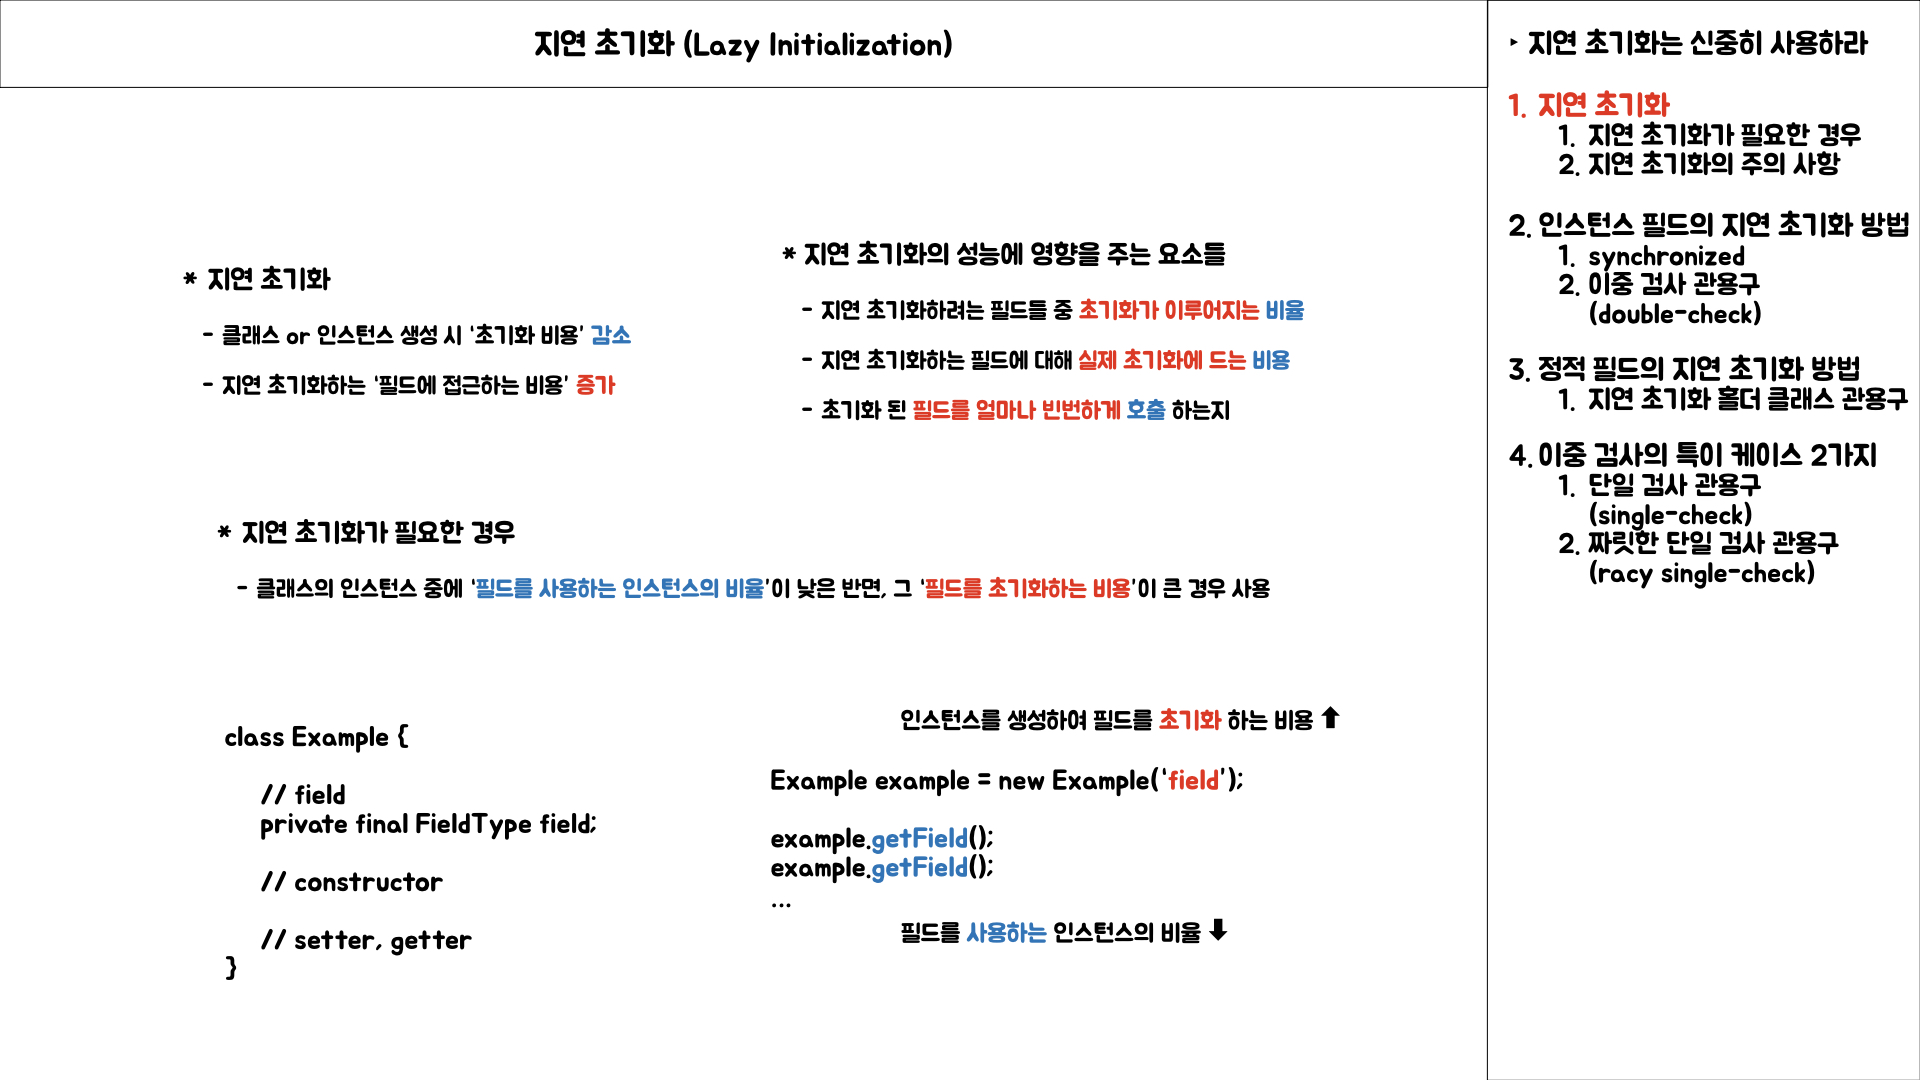 지연 초기화 (Lazy Initialization)
* 지연 초기화
- 클래스 or 인스턴스 생성 시 '초기화 비용' 감소
- 지연 초기화하는 '필드에 접근하는 비용' 증가
* 지연 초기화의 성능에 영향을 주는 요소들
- 지연 초기화하려는 필드들 중 초기화가 이루어지는 비율
- 지연 초기화하는 필드에 대해 실제 초기화에 드는 비용
- 초기화 된 필드를 얼마나 빈번하게 호출 하는지
* 지연 초기화가 필요한 경우
- 클래스의 인스턴스 중에 '필드를 사용하는 인스턴스의 비율'이 낮은 반면, 그 '필드를 초기화하는 비용'이 큰 경우 사용
class Example {
// field
private final FieldType field;
// constructor
// setter, getter
}
인스턴스를 생성하여 필드를 초기화 하는 비용 ⬆
Example example = new Example('field');
example.getField();
example.getField();
...
필드를 사용하는 인스턴스의 비율 ⬇
‣ 지연 초기화는 신중히 사용하라
1. 지연 초기화
1. 지연 초기화가 필요한 경우
2. 지연 초기화의 주의 사항
2. 인스턴스 필드의 지연 초기화 방법
1. synchronized
2. 이중 검사 관용구
(double-check)
3. 정적 필드의 지연 초기화 방법
1. 지연 초기화 홀더 클래스 관용구
4. 이중 검사의 특이 케이스 2가지
1. 단일 검사 관용구
(single-check)
2. 짜릿한 단일 검사 관용구
(racy single-check)